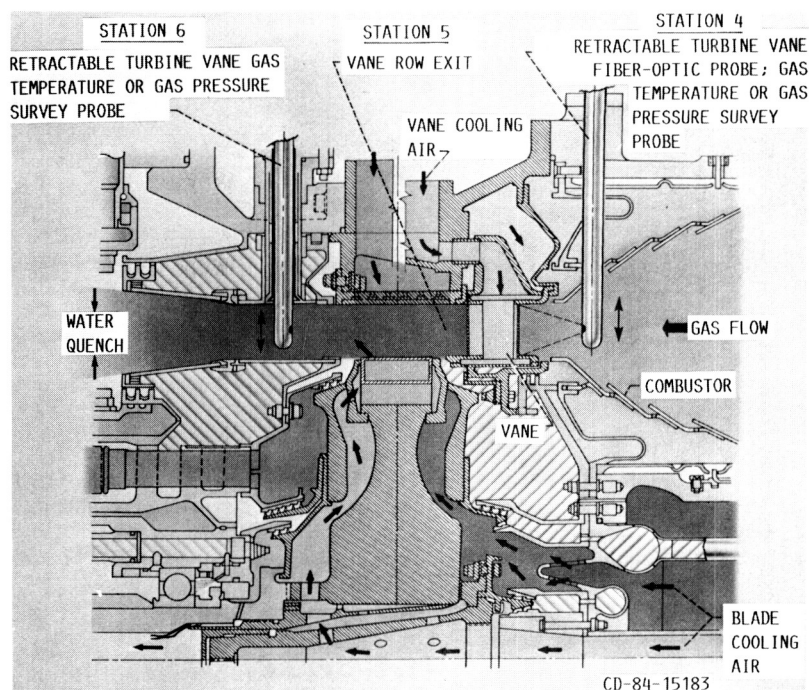 STATION 6
RETRACTABLE TURBINE VANE GAS
TEMPERATURE OR GAS PRESSURE
SURVEY PROBE
STATION 5
VANE ROW EXIT
STATION 4
RETRACTABLE TURBINE VANE
FIBER-OPTIC PROBE; GAS
TEMPERATURE OR GAS
PRESSURE SURVEY
PROBE
VANE COOLING
AIR
WATER
QUENCH
GAS FLOW
COMBUSTOR
VANE
BLADE
COOLING
AIR
CD-84-15183